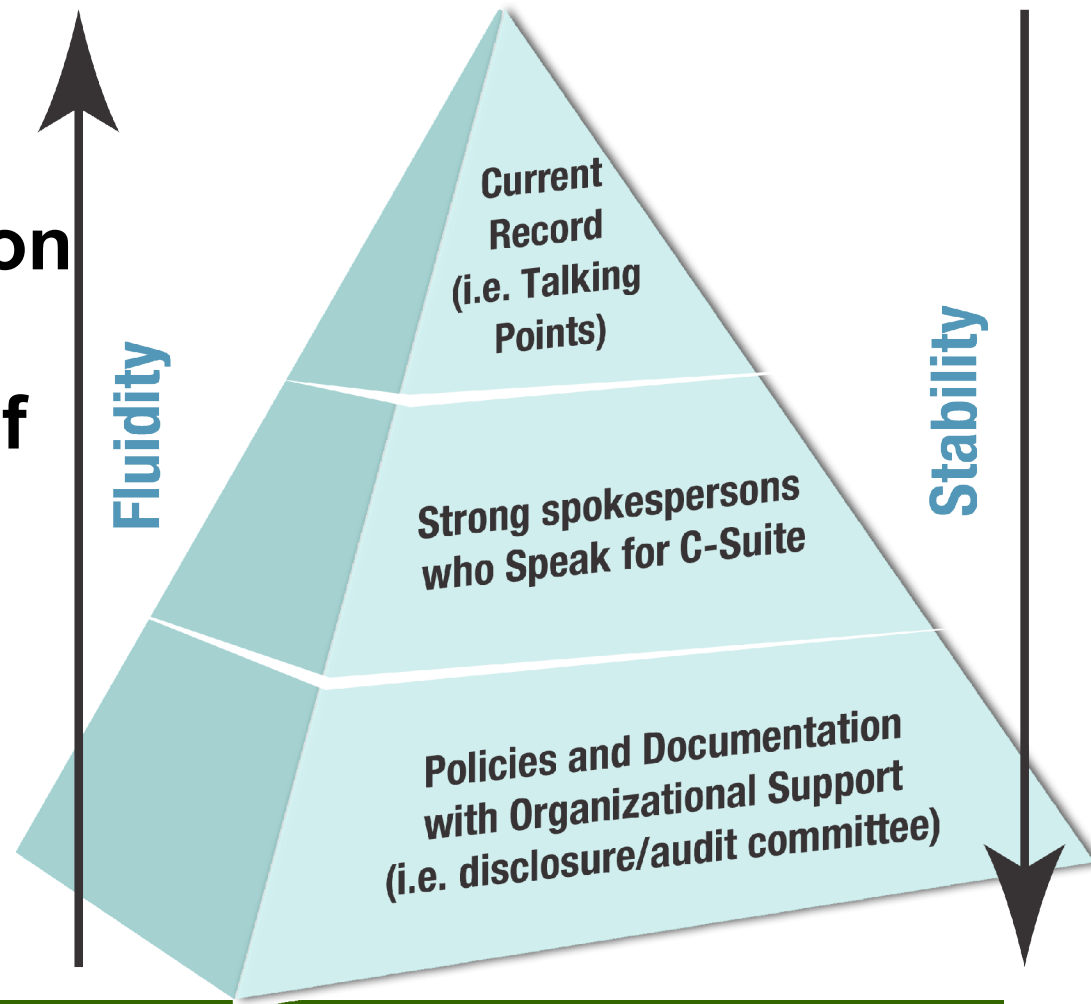 Current
Record
(i.e. Talking
Points)
on
f
Fluidity
Stability
Strong spokespersons
who Speak for C-Suite
Policies and Documentation
with Organizational Support
(i.e. disclosure/audit committee)